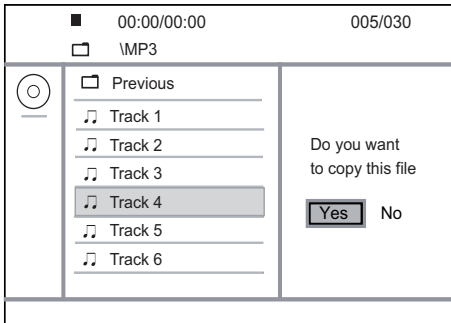 00:00/00:00 005/030
\MP3
Previous
Track 1
Track 2
Track 3
Track 4
Track 5
Track 6
Do you want
to copy this file
Yes No